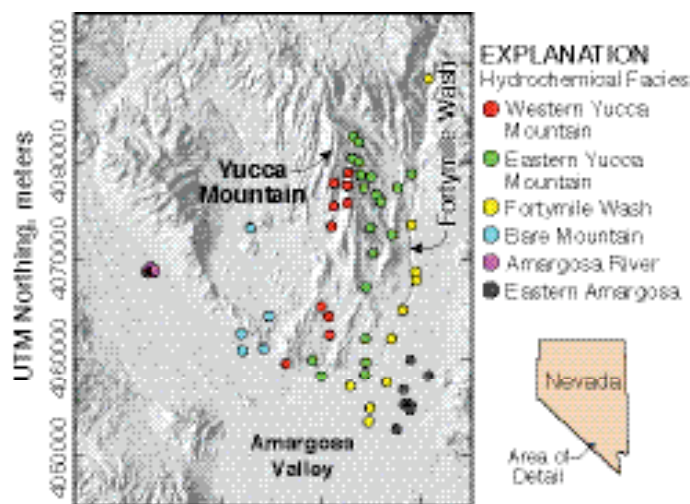 UTM Northing, meters
4090000
4080000
4070000
4060000
4050000
Yucca
Mountain
Fortymile Wash
Amargosa
Valley
EXPLANATION
Hydrochemical Facies
Western Yucca
Mountain
Eastern Yucca
Mountain
Fortymile Wash
Bare Mountain
Amargosa River
Eastern Amargosa
Nevada
Area of
Detail